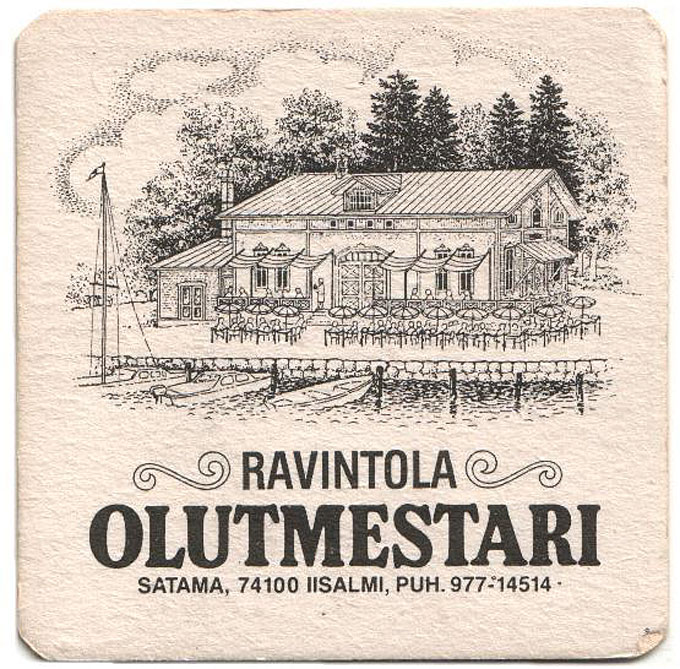 RAVINTOLA
OLUTMESTARI
SATAMA, 74100 IISALMI, PUH. 977-14514